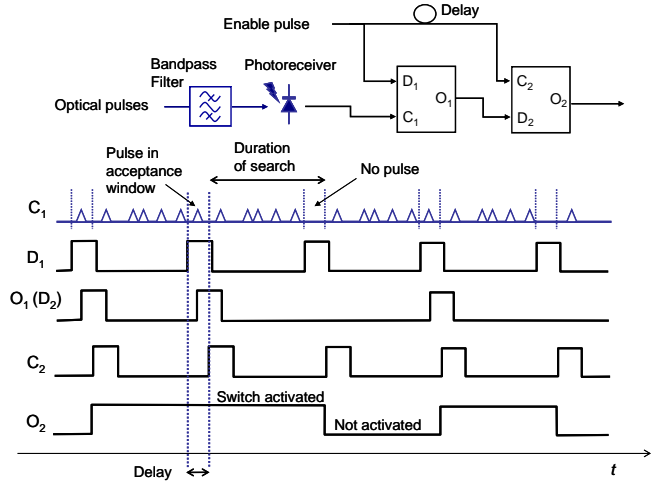 Enable pulse
Delay
Bandpass
Filter
Photoreceiver
Optical pulses
D1
C1
O1
C2
D2
O2
Pulse in
acceptance
window
Duration
of search
No pulse
C1
D1
O1 (D2)
C2
Switch activated
O2
Not activated
Delay
t